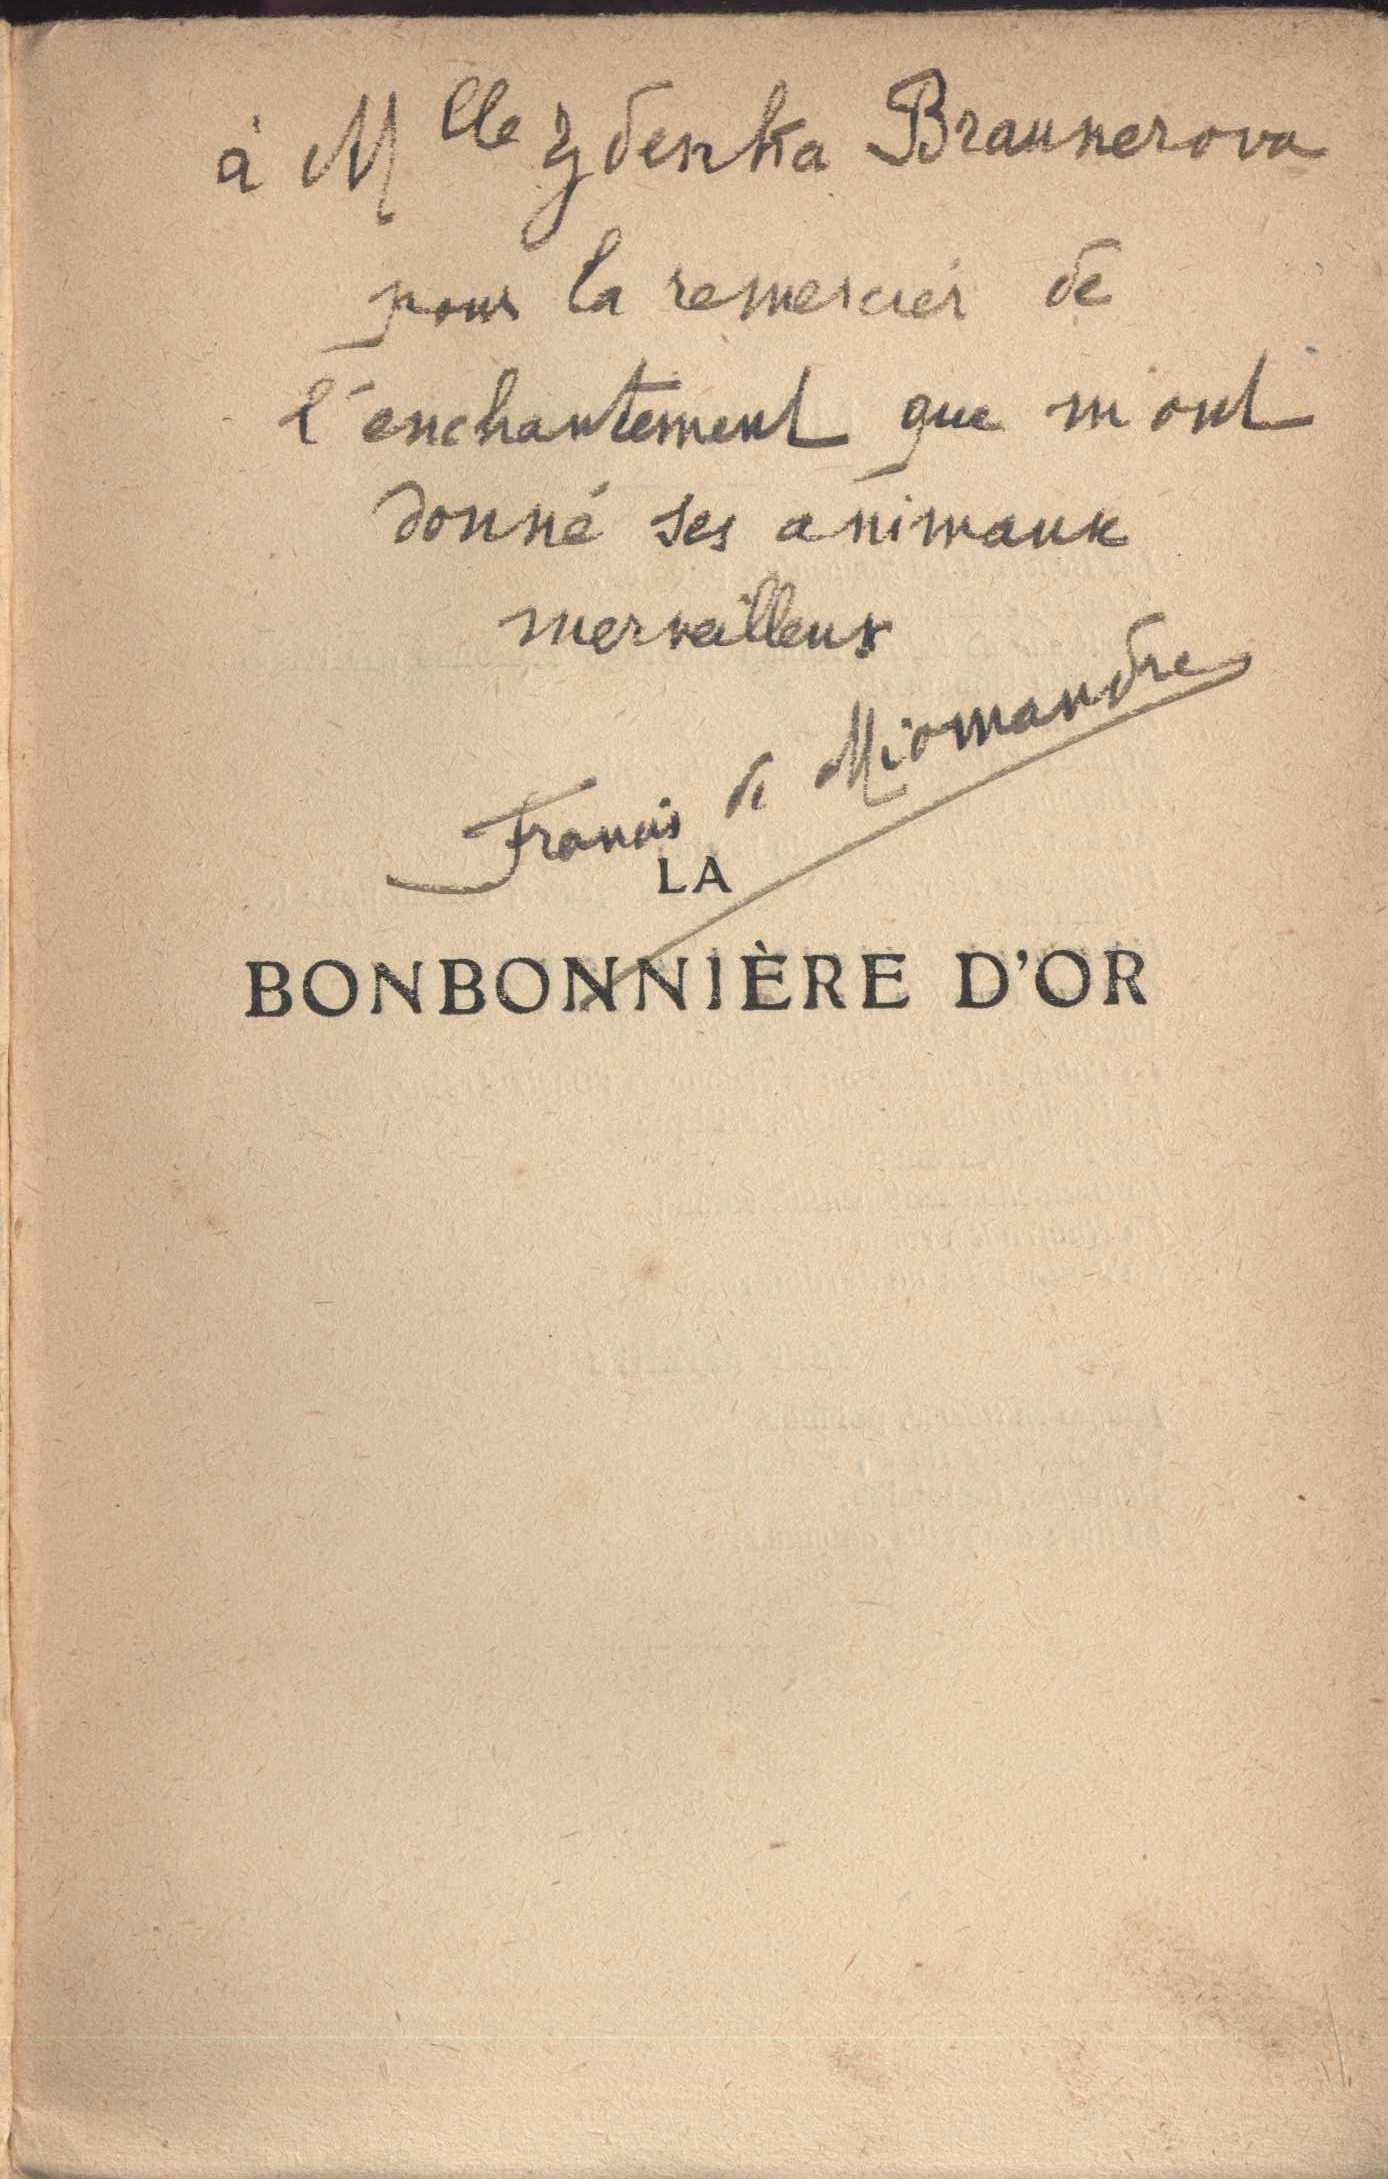 à Mlle Zdenka Braunerova
pour la remercier de
l'enchantement que m'ont
donné ses animaux
merveilleux
Francis de Miomandre
LA
BONBONNIÈRE D'OR